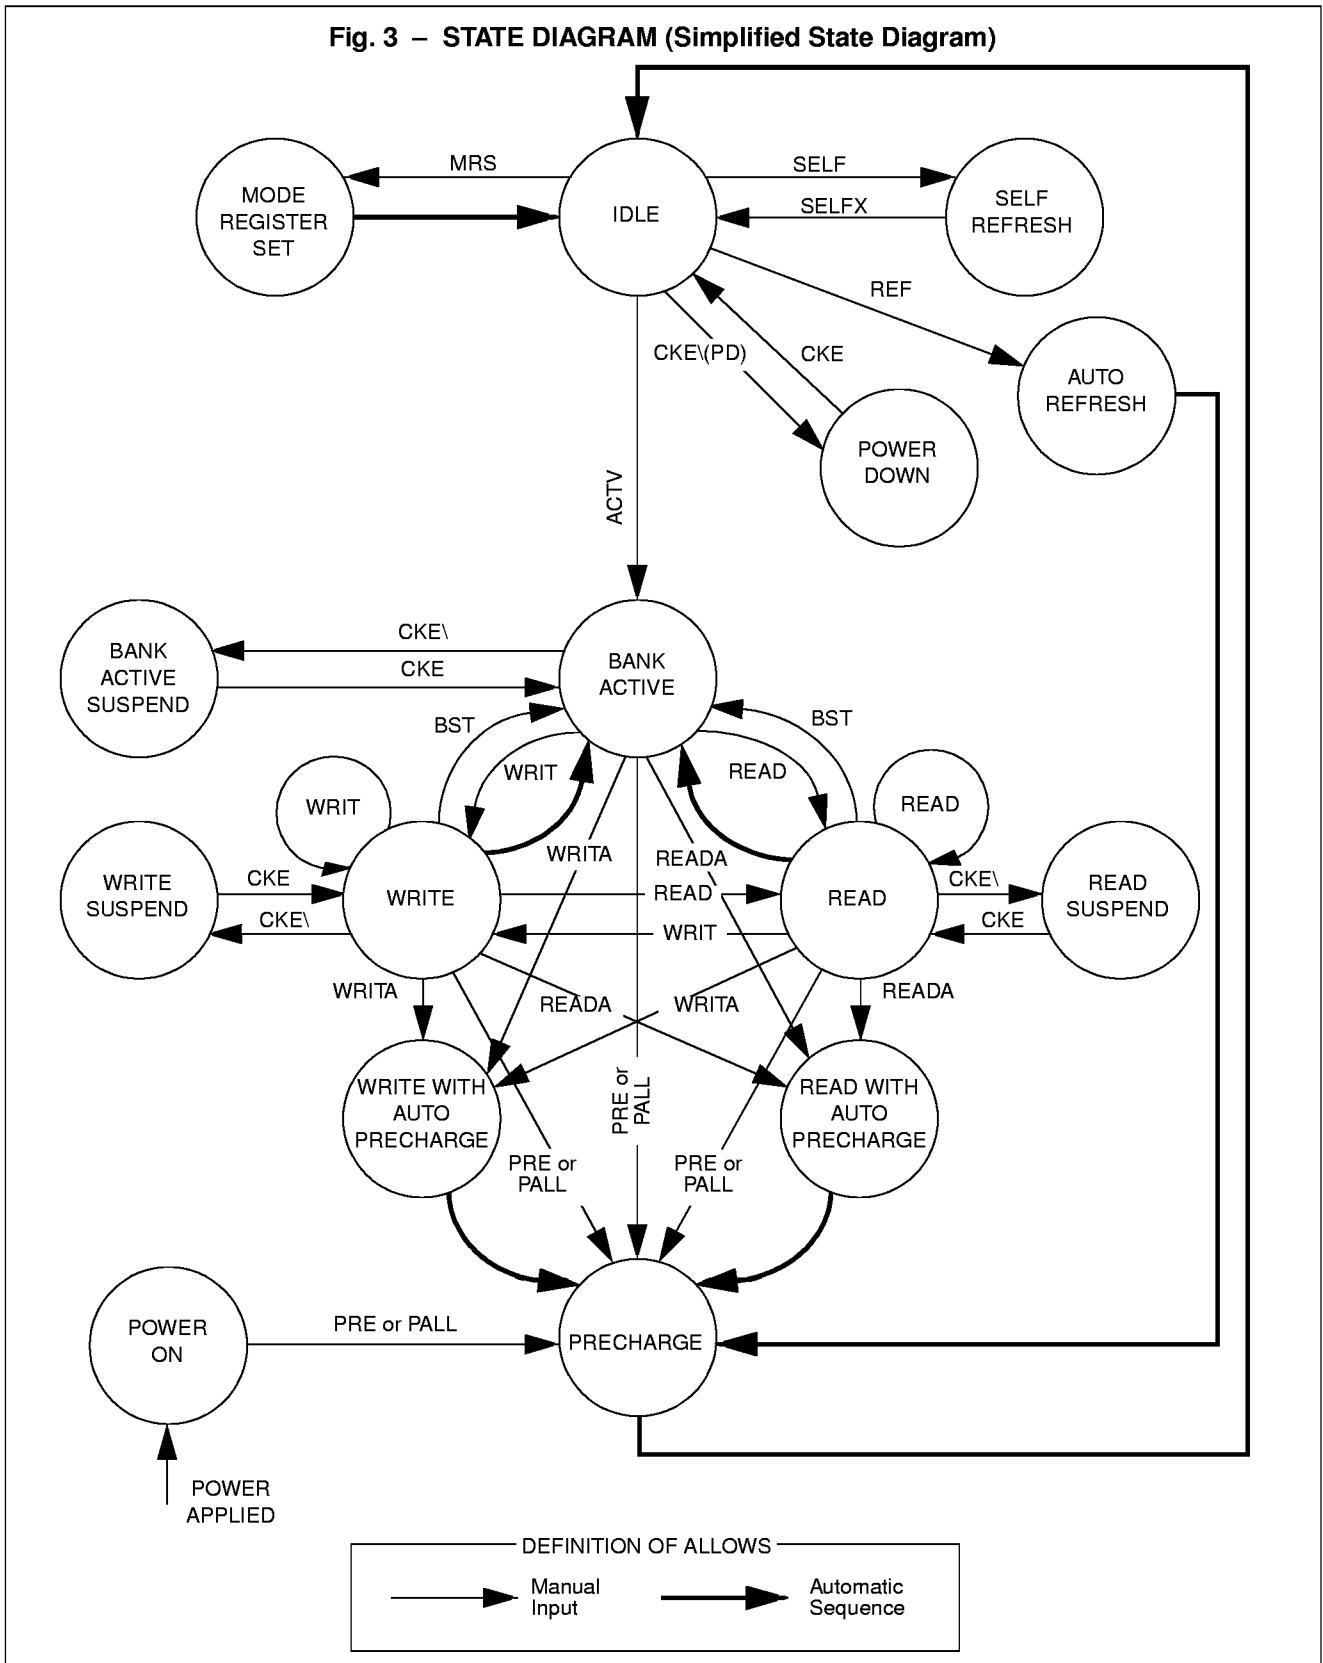 Fig. 3 – STATE DIAGRAM (Simplified State Diagram)
MRS
SELF
MODE
REGISTER
SET
IDLE
SELFX
SELF
REFRESH
REF
CKE\(PD)
CKE
AUTO
REFRESH
POWER
DOWN
ACTV
CKE\
BANK
ACTIVE
SUSPEND
CKE
BANK
ACTIVE
BST
BST
WRIT
READ
WRIT
READ
WRITA
READA
WRITE
SUSPEND
CKE
CKE\
WRITE
READ
WRIT
READ
CKE\
CKE
READ
SUSPEND
WRITA
READA
WRITA
READA
WRITE WITH
AUTO
PRECHARGE
PRE or
PALL
READ WITH
AUTO
PRECHARGE
PRE or
PALL
PRE or
PALL
POWER
ON
PRE or PALL
PRECHARGE
POWER
APPLIED
DEFINITION OF ALLOWS
Manual
Input
Automatic
Sequence